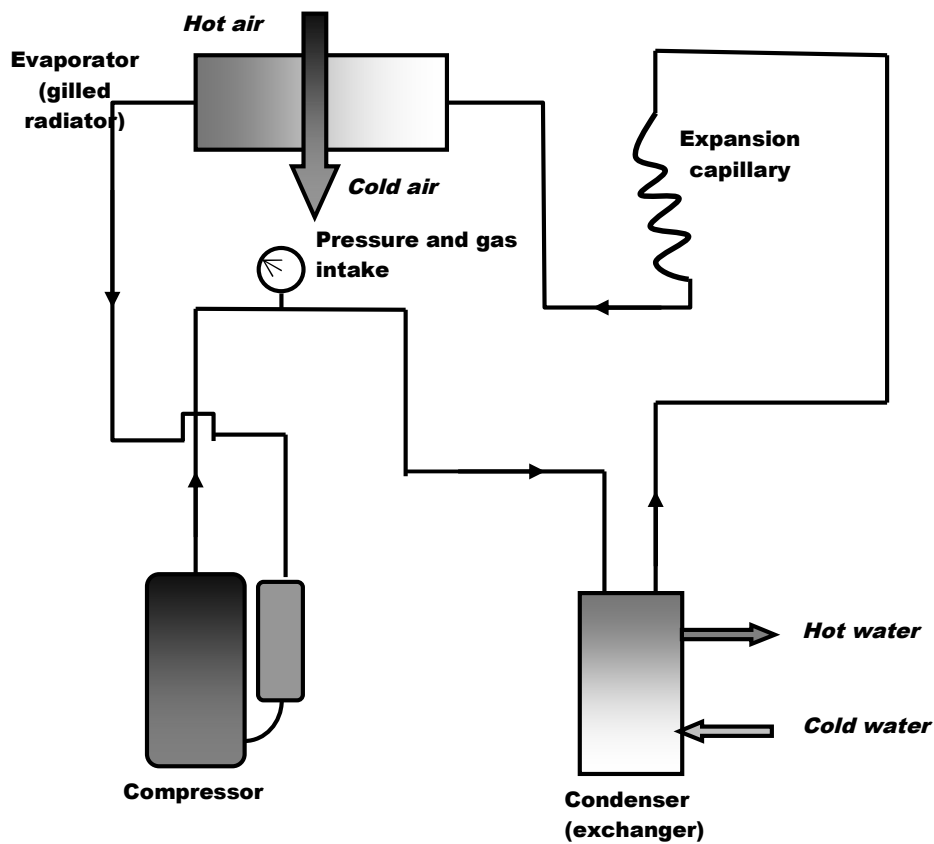 Hot air
Evaporator
(gilled
radiator)
Expansion
capillary
Cold air
Pressure and gas
intake
Hot water
Cold water
Compressor
Condenser
(exchanger)